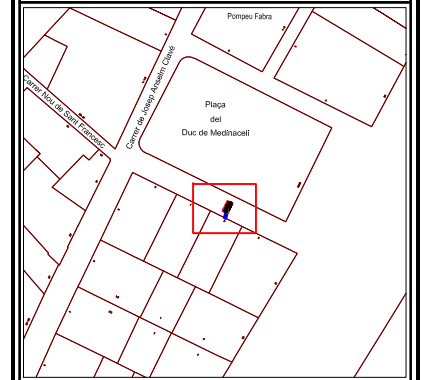 Pompeu Fabra
Carrer de Josep Anselm Clavé
Plaça
del
Duc de Medinaceli
Carrer Nou de Sant Francesc